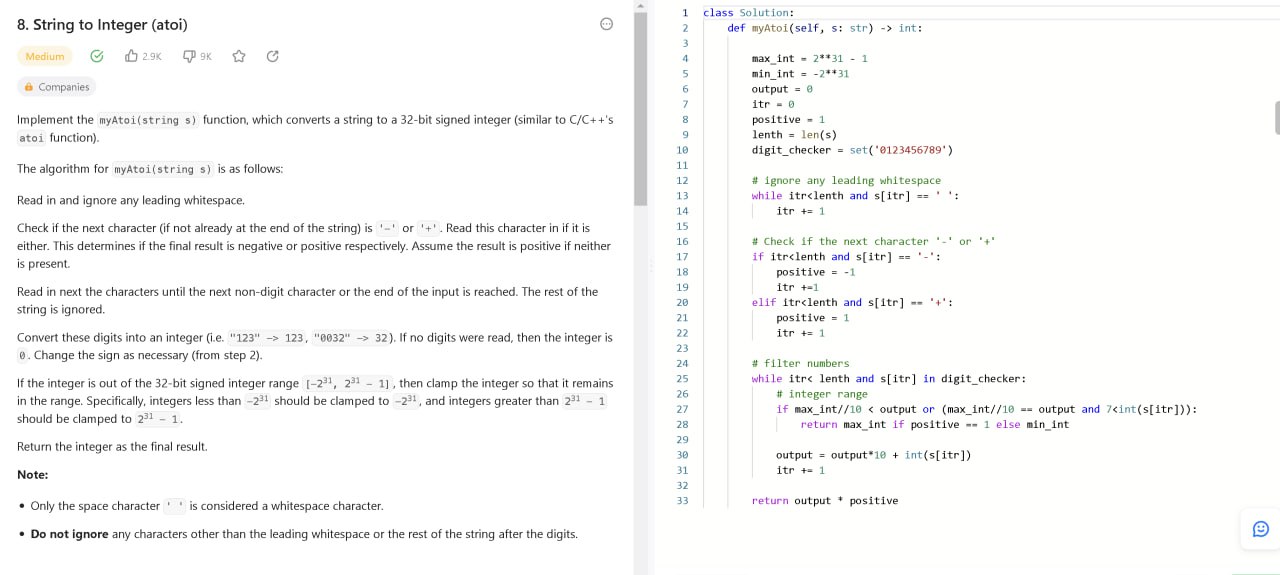 8. String to Integer (atoi)
Medium 2.9K 9K
Companies
Implement the myAtoi(string s) function, which converts a string to a 32-bit signed integer (similar to C/C++'s
atoi function).
The algorithm for myAtoi(string s) is as follows:
Read in and ignore any leading whitespace.
Check if the next character (if not already at the end of the string) is '-' or '+'. Read this character in if it is
either. This determines if the final result is negative or positive respectively. Assume the result is positive if neither
is present.
Read in next the characters until the next non-digit character or the end of the input is reached. The rest of the
string is ignored.
Convert these digits into an integer (i.e. "123" -> 123, "0032" -> 32). If no digits were read, then the integer is
0. Change the sign as necessary (from step 2).
If the integer is out of the 32-bit signed integer range [-2³¹, 2³¹ - 1], then clamp the integer so that it remains
in the range. Specifically, integers less than -2³¹ should be clamped to -2³¹, and integers greater than 2³¹ - 1
should be clamped to 2³¹ - 1.
Return the integer as the final result.
Note:
• Only the space character ' ' is considered a whitespace character.
• Do not ignore any characters other than the leading whitespace or the rest of the string after the digits.
1 class Solution:
2     def myAtoi(self, s: str) -> int:
3
4         max_int = 2**31 - 1
5         min_int = -2**31
6         output = 0
7         itr = 0
8         positive = 1
9         lenth = len(s)
10         digit_checker = set('0123456789')
11
12         # ignore any leading whitespace
13         while itr<lenth and s[itr] == ' ':
14             itr += 1
15
16         # Check if the next character '-' or '+'
17         if itr<lenth and s[itr] == '-':
18             positive = -1
19             itr +=1
20         elif itr<lenth and s[itr] == '+':
21             positive = 1
22             itr += 1
23
24         # filter numbers
25         while itr< lenth and s[itr] in digit_checker:
26             # integer range
27             if max_int//10 < output or (max_int//10 == output and 7<int(s[itr])):
28                 return max_int if positive == 1 else min_int
29
30             output = output*10 + int(s[itr])
31             itr += 1
32
33         return output * positive